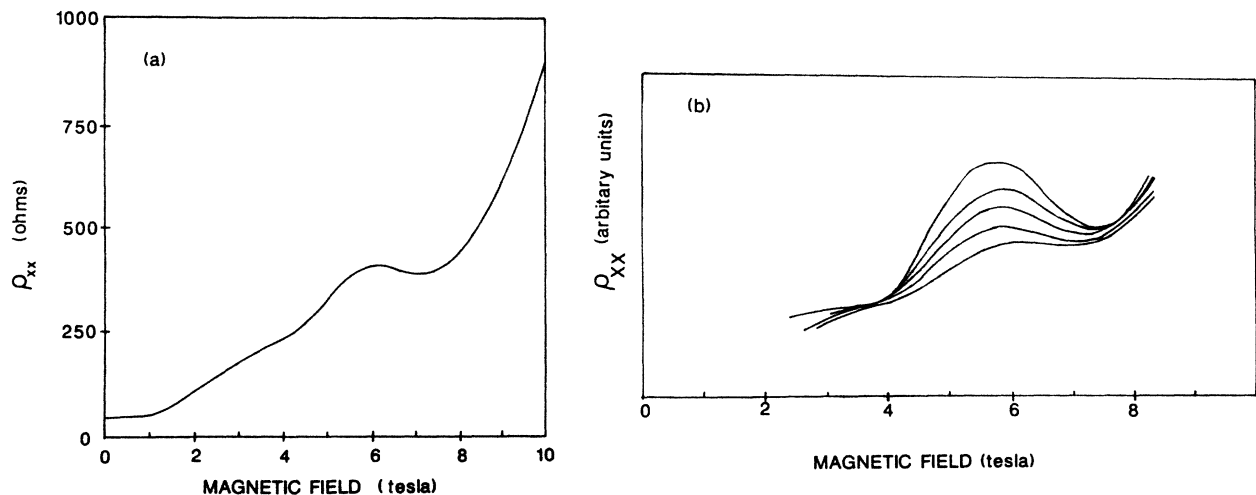 1000
750
500
250
0
(a)
ρxx (ohms)
0 2 4 6 8 10
MAGNETIC FIELD (tesla)
(b)
ρXX (arbitary units)
0 2 4 6 8
MAGNETIC FIELD (tesla)